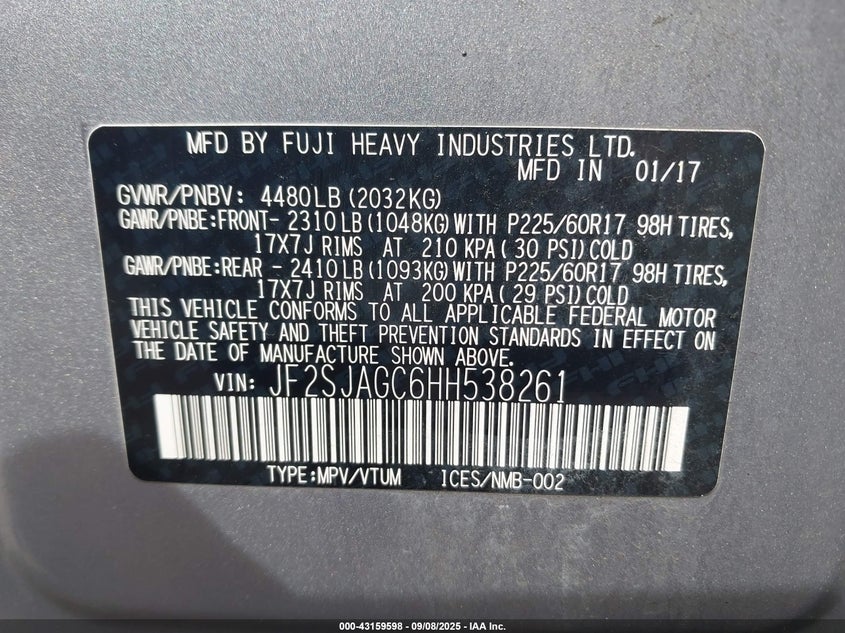 MFD BY FUJI HEAVY INDUSTRIES LTD.
MFD IN 01/17
GVWR/PNBV: 4480LB (2032KG)
GAWR/PNBE:FRONT- 2310LB (1048KG) WITH P225/60R17 98H TIRES,
17X7J RIMS AT 210 KPA ( 30 PSI) COLD
GAWR/PNBE:REAR - 2410LB (1093KG) WITH P225/60R17 98H TIRES,
17X7J RIMS AT 200 KPA ( 29 PSI) COLD
THIS VEHICLE CONFORMS TO ALL APPLICABLE FEDERAL MOTOR
VEHICLE SAFETY AND THEFT PREVENTION STANDARDS IN EFFECT ON
THE DATE OF MANUFACTURE SHOWN ABOVE.
VIN: JF2SJAGC6HH538261
TYPE:MPV/VTUM ICES/NMB-002
000-43159598 - 09/08/2025 - IAA Inc.